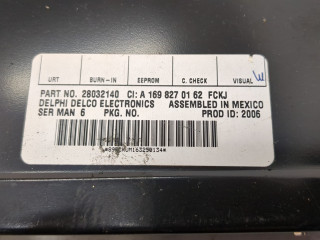 URT BURN-IN EEPROM C. CHECK VISUAL
PART NO. 28032140 CI: A 169 827 01 62 FCKJ
DELPHI DELCO ELECTRONICS ASSEMBLED IN MEXICO
SER MAN 6 PKG. NO. PROD ID: 2006